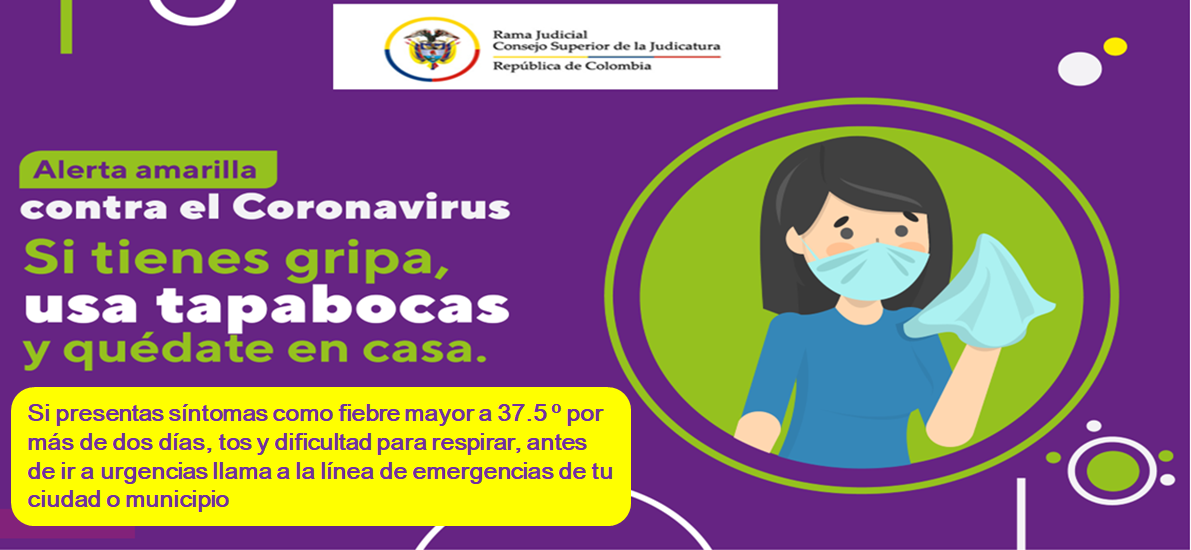 Rama Judicial
Consejo Superior de la Judicatura
República de Colombia
Alerta amarilla
contra el Coronavirus
Si tienes gripa,
usa tapabocas
y quédate en casa.
Si presentas síntomas como fiebre mayor a 37.5 º por
más de dos días, tos y dificultad para respirar, antes
de ir a urgencias llama a la línea de emergencias de tu
ciudad o municipio